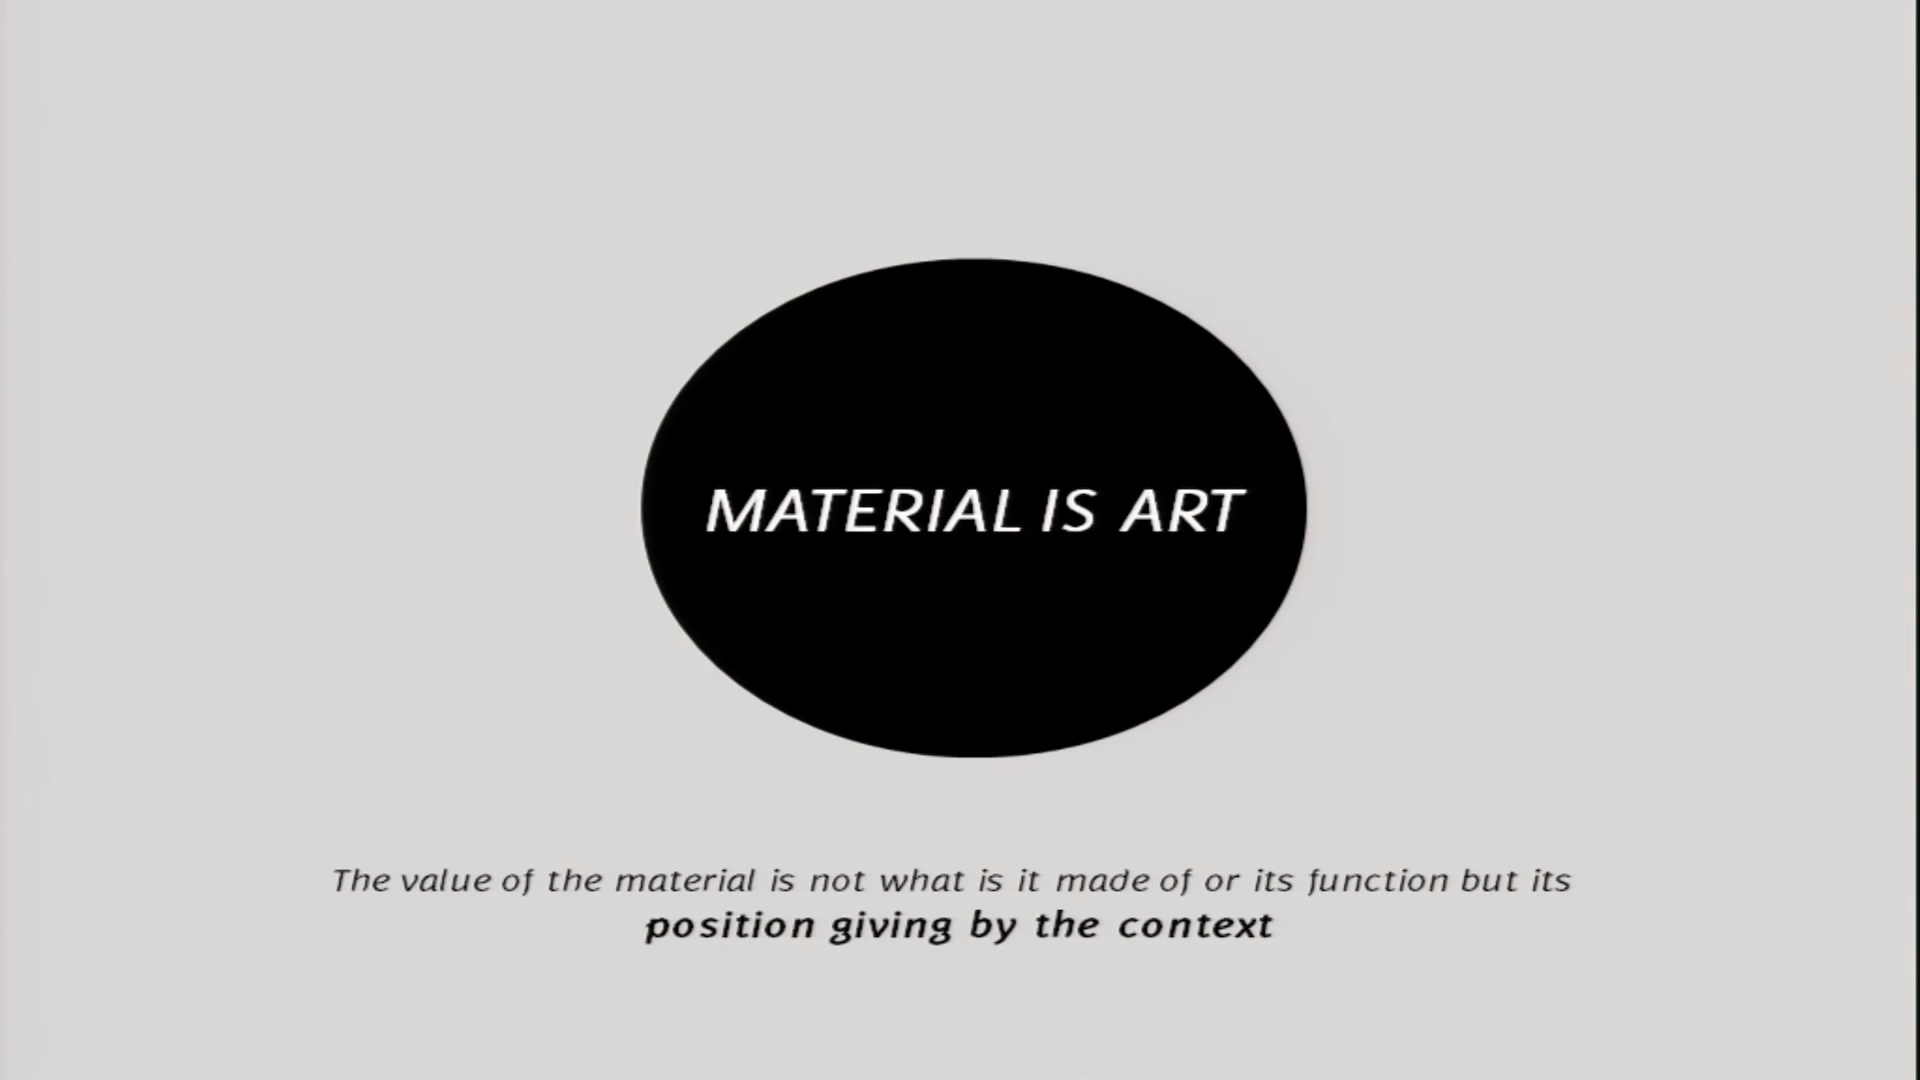 MATERIAL IS ART
The value of the material is not what is it made of or its function but its
position giving by the context